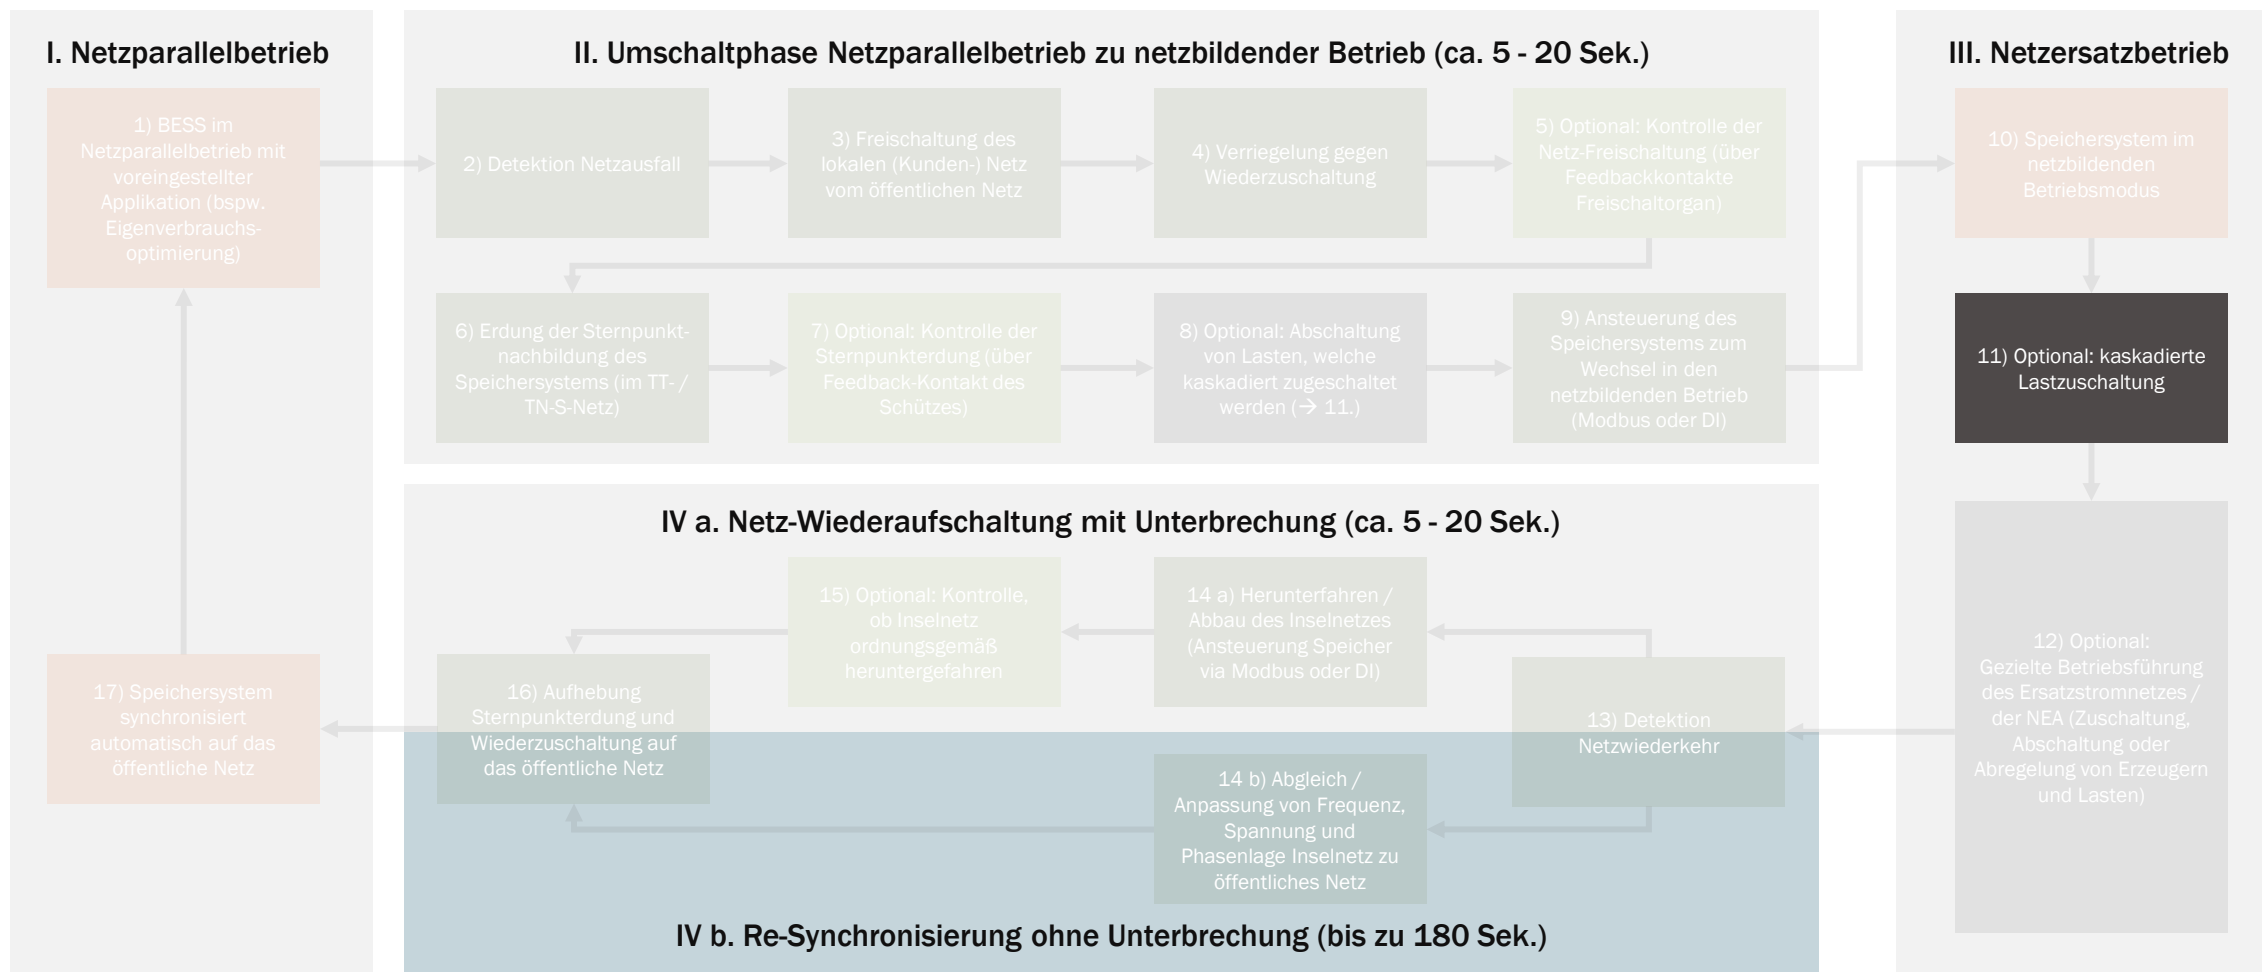 I. Netzparallelbetrieb
1) BESS im
Netzparallelbetrieb mit
voreingestellter
Applikation (bspw.
Eigenverbrauchs-
optimierung)
II. Umschaltphase Netzparallelbetrieb zu netzbildender Betrieb (ca. 5 - 20 Sek.)
2) Detektion Netzausfall
3) Freischaltung des
lokalen (Kunden-) Netz
vom öffentlichen Netz
4) Verriegelung gegen
Wiederzuschaltung
5) Optional: Kontrolle der
Netz-Freischaltung (über
Feedbackkontakte
Freischaltorgan)
6) Erdung der Sternpunkt-
nachbildung des
Speichersystems (im TT- /
TN-S-Netz)
7) Optional: Kontrolle der
Sternpunkterdung (über
Feedback-Kontakt des
Schützes)
8) Optional: Abschaltung
von Lasten, welche
kaskadiert zugeschaltet
werden (→ 11.)
9) Ansteuerung des
Speichersystems zum
Wechsel in den
netzbildenden Betrieb
(Modbus oder DI)
III. Netzersatzbetrieb
10) Speichersystem im
netzbildenden
Betriebsmodus
11) Optional: kaskadierte
Lastzuschaltung
12) Optional:
Gezielte Betriebsführung
des Ersatzstromnetzes /
der NEA (Zuschaltung,
Abschaltung oder
Abregelung von Erzeugern
und Lasten)
IV a. Netz-Wiederaufschaltung mit Unterbrechung (ca. 5 - 20 Sek.)
13) Detektion
Netzwiederkehr
14 a) Herunterfahren /
Abbau des Inselnetzes
(Ansteuerung Speicher
via Modbus oder DI)
15) Optional: Kontrolle,
ob Inselnetz
ordnungsgemäß
heruntergefahren
14 b) Abgleich /
Anpassung von Frequenz,
Spannung und
Phasenlage Inselnetz zu
öffentliches Netz
16) Aufhebung
Sternpunkterdung und
Wiederzuschaltung auf
das öffentliche Netz
17) Speichersystem
synchronisiert
automatisch auf das
öffentliche Netz
IV b. Re-Synchronisierung ohne Unterbrechung (bis zu 180 Sek.)